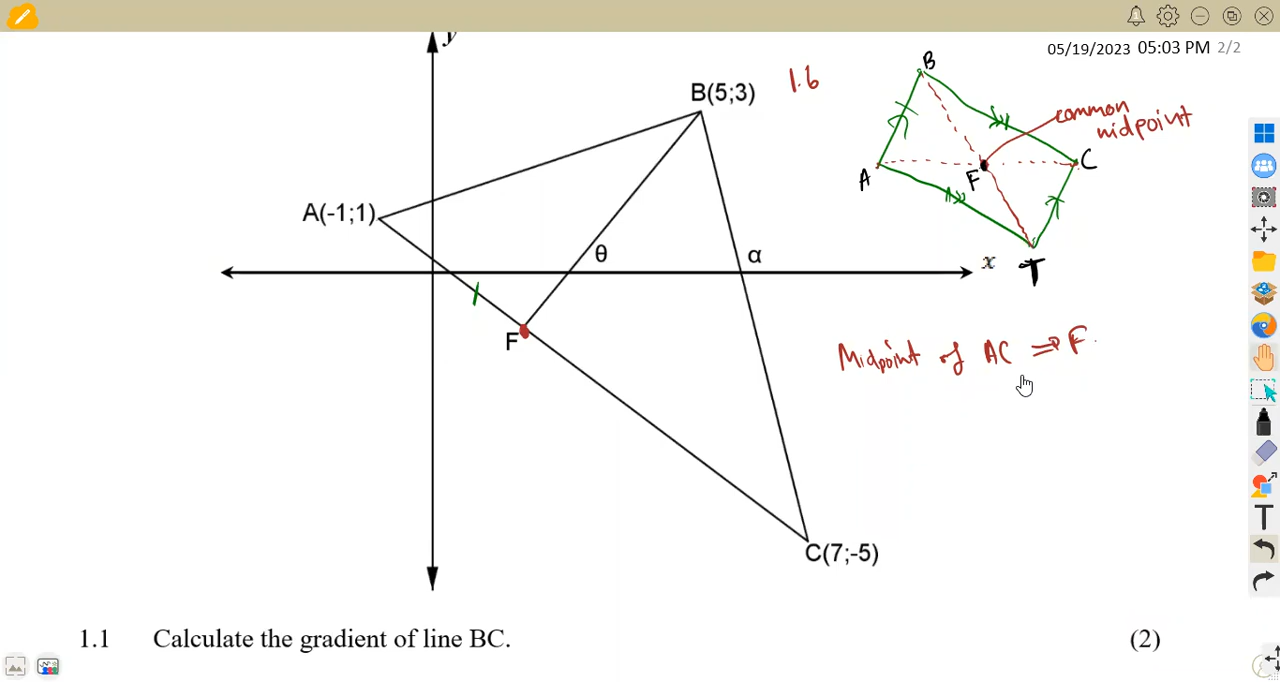 05/19/2023 05:03 PM 2/2
y
B(5;3)
1.6
B
common
midpoint
A(-1;1)
A
F
C
θ
α
x
T
F
Midpoint of AC ⇒ F.
C(7;-5)
1.1 Calculate the gradient of line BC. (2)
T